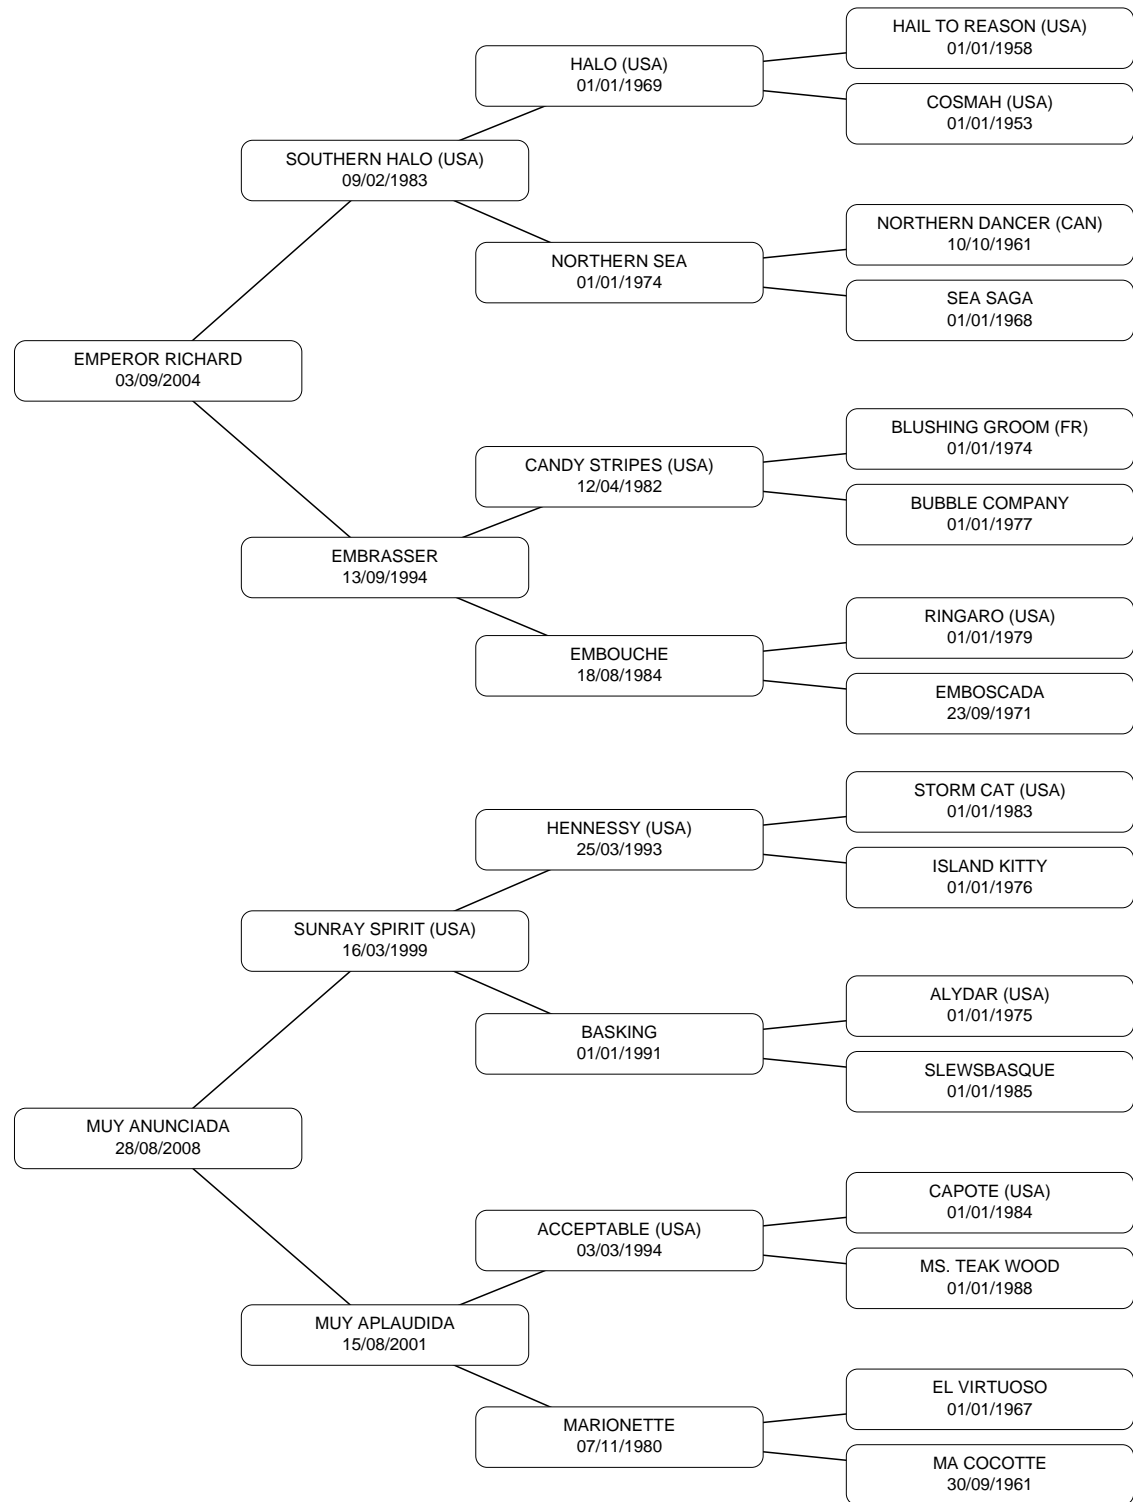 HAIL TO REASON (USA)
01/01/1958
HALO (USA)
01/01/1969
COSMAH (USA)
01/01/1953
SOUTHERN HALO (USA)
09/02/1983
NORTHERN DANCER (CAN)
10/10/1961
NORTHERN SEA
01/01/1974
SEA SAGA
01/01/1968
EMPEROR RICHARD
03/09/2004
BLUSHING GROOM (FR)
01/01/1974
CANDY STRIPES (USA)
12/04/1982
BUBBLE COMPANY
01/01/1977
EMBRASSER
13/09/1994
RINGARO (USA)
01/01/1979
EMBOUCHE
18/08/1984
EMBOSCADA
23/09/1971
STORM CAT (USA)
01/01/1983
HENNESSY (USA)
25/03/1993
ISLAND KITTY
01/01/1976
SUNRAY SPIRIT (USA)
16/03/1999
ALYDAR (USA)
01/01/1975
BASKING
01/01/1991
SLEWSBASQUE
01/01/1985
MUY ANUNCIADA
28/08/2008
CAPOTE (USA)
01/01/1984
ACCEPTABLE (USA)
03/03/1994
MS. TEAK WOOD
01/01/1988
MUY APLAUDIDA
15/08/2001
EL VIRTUOSO
01/01/1967
MARIONETTE
07/11/1980
MA COCOTTE
30/09/1961